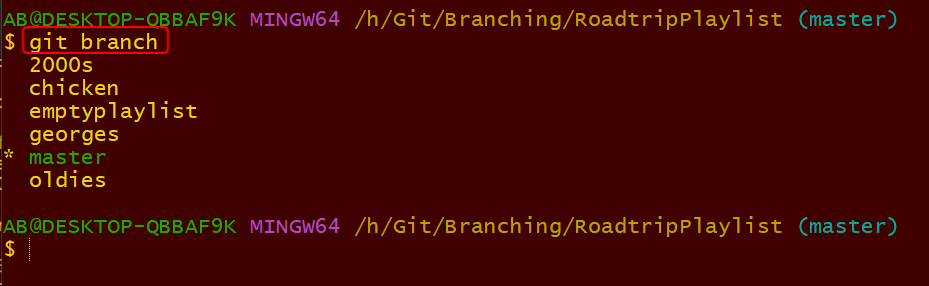 AB@DESKTOP-QBBAF9K MINGW64 /h/Git/Branching/RoadtripPlaylist (master)
$ git branch
  2000s
  chicken
  emptyplaylist
  georges
* master
  oldies
AB@DESKTOP-QBBAF9K MINGW64 /h/Git/Branching/RoadtripPlaylist (master)
$